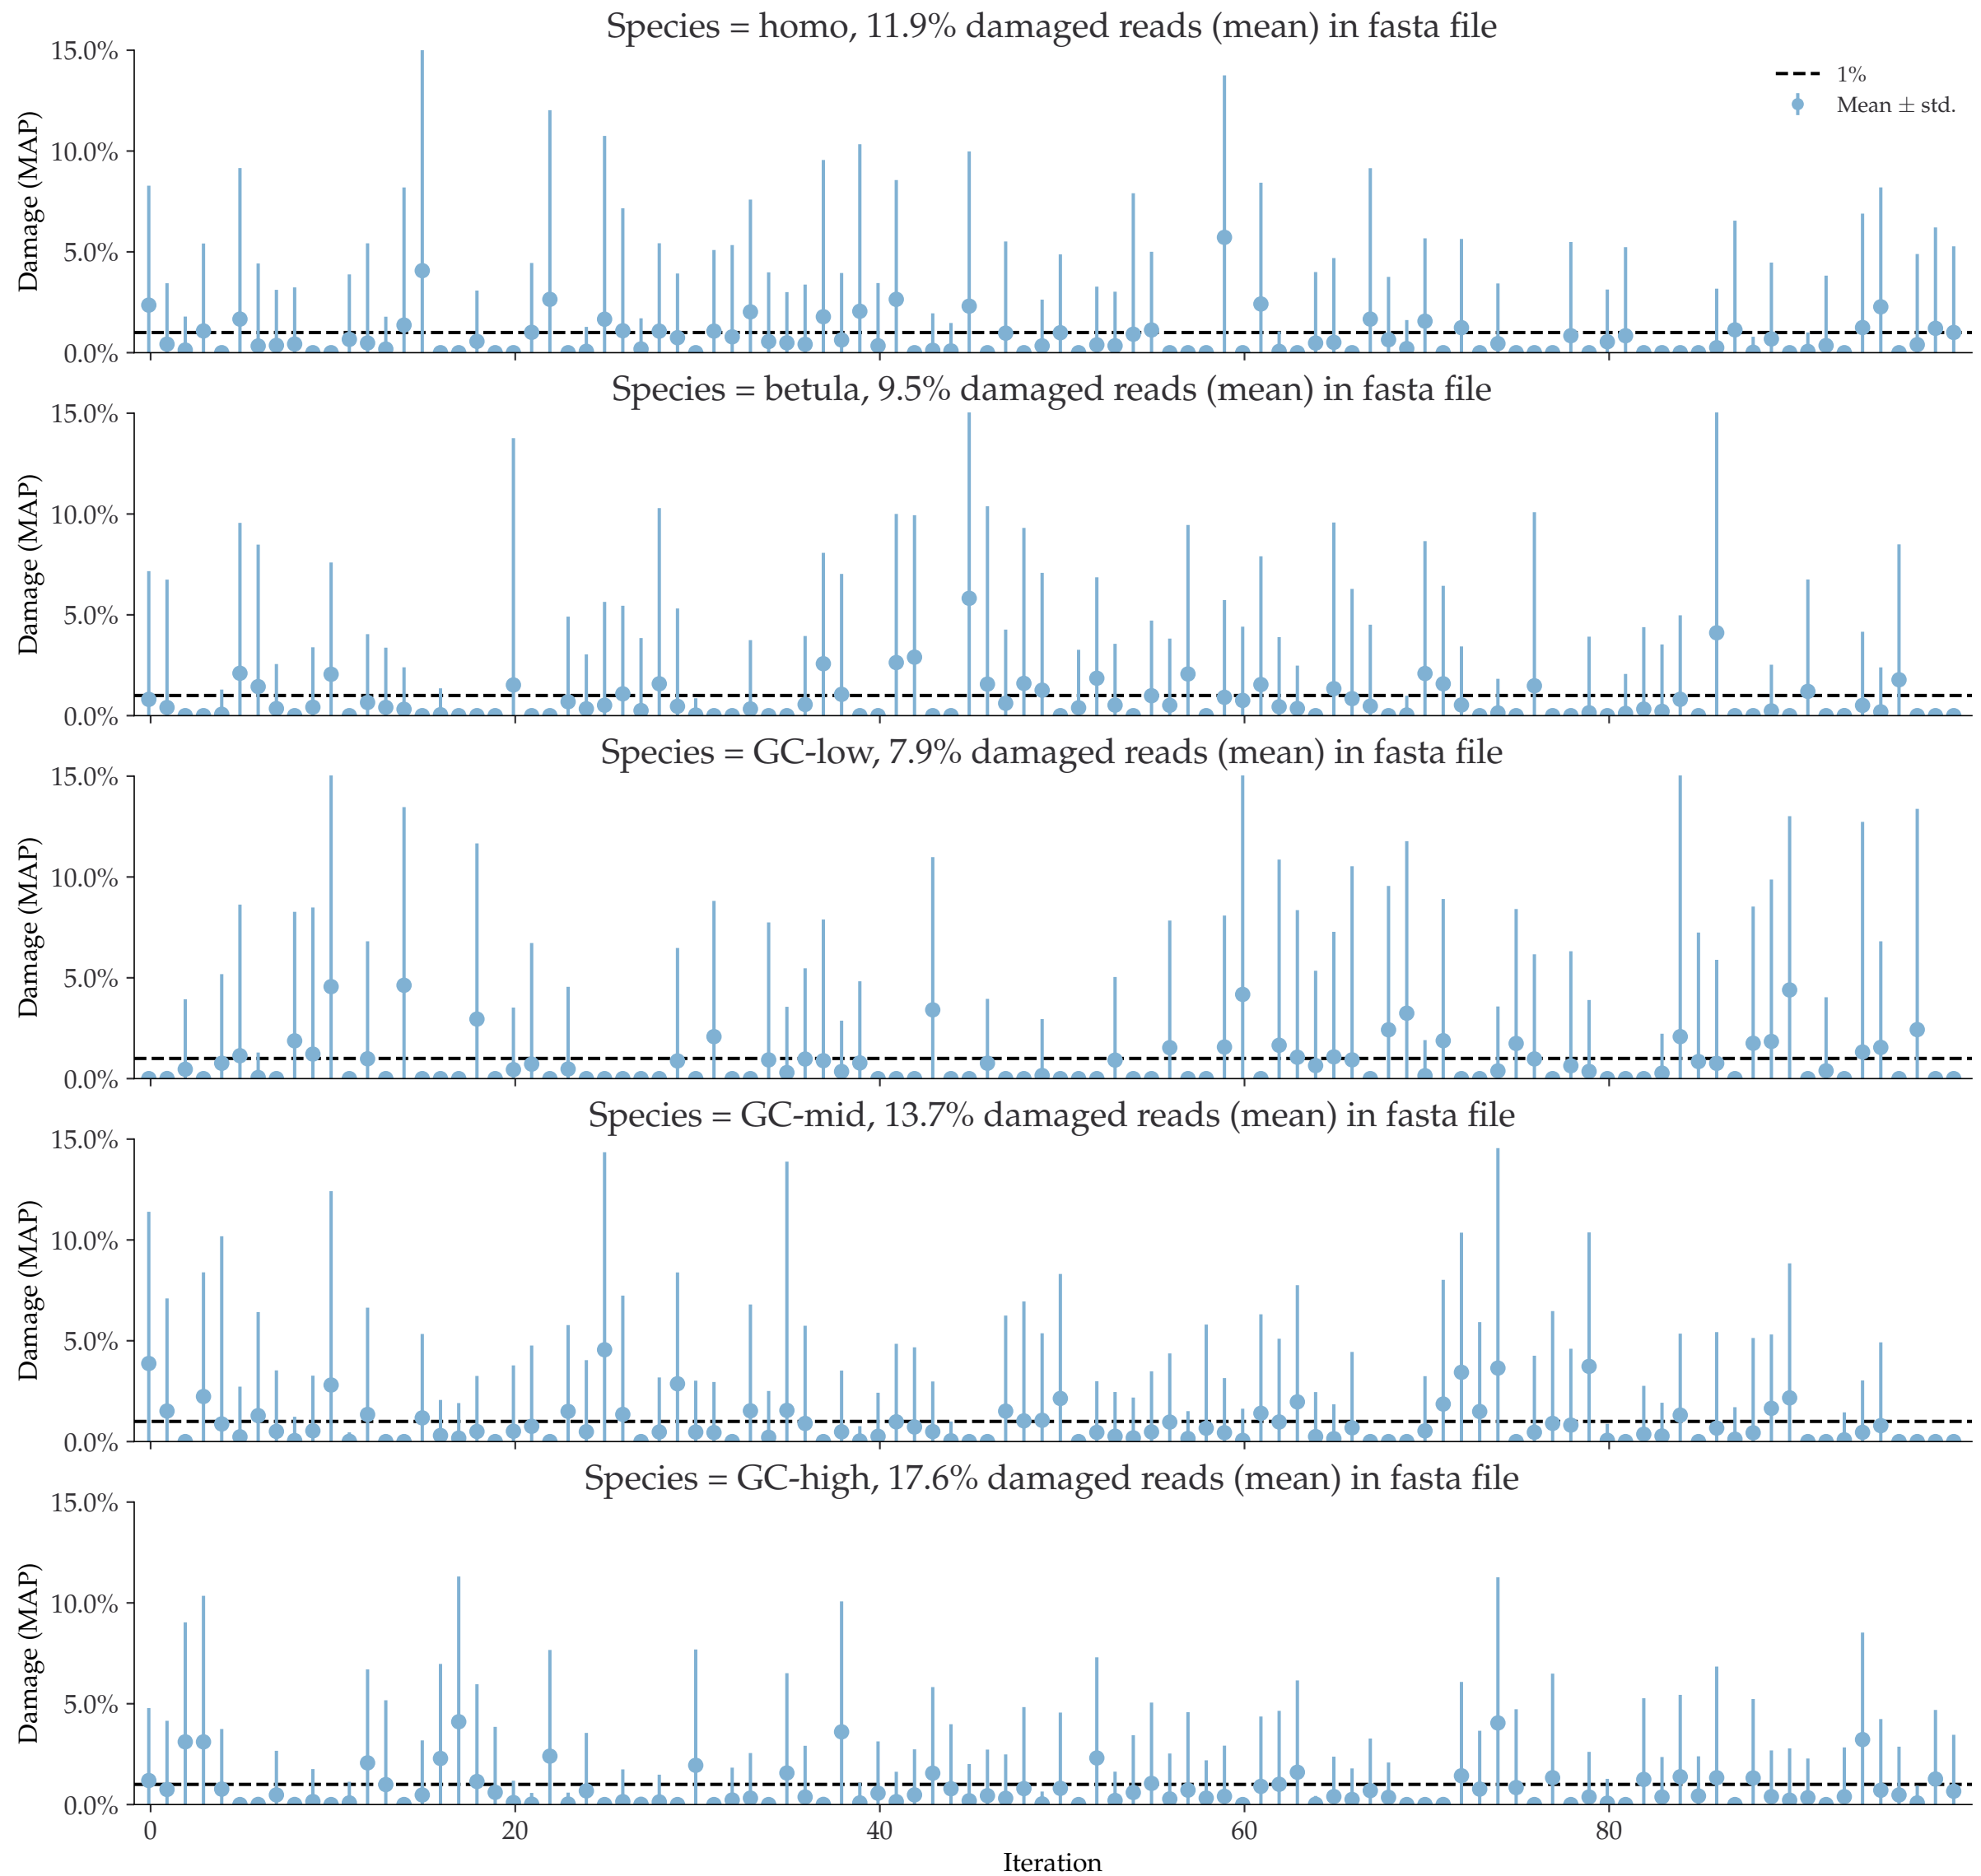 Species = homo, 11.9% damaged reads (mean) in fasta file
15.0%
10.0%
5.0%
0.0%
Damage (MAP)
1%
Mean ± std.
Species = betula, 9.5% damaged reads (mean) in fasta file
15.0%
10.0%
5.0%
0.0%
Damage (MAP)
Species = GC-low, 7.9% damaged reads (mean) in fasta file
15.0%
10.0%
5.0%
0.0%
Damage (MAP)
Species = GC-mid, 13.7% damaged reads (mean) in fasta file
15.0%
10.0%
5.0%
0.0%
Damage (MAP)
Species = GC-high, 17.6% damaged reads (mean) in fasta file
15.0%
10.0%
5.0%
0.0%
Damage (MAP)
0 20 40 60 80
Iteration